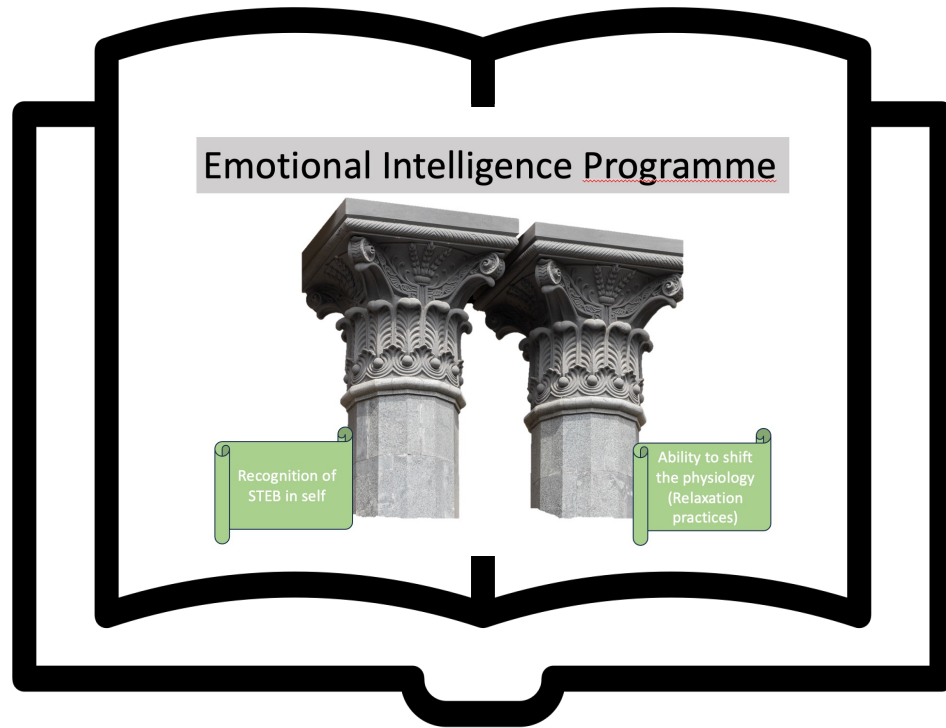 Emotional Intelligence Programme
Recognition of
STEB in self
Ability to shift
the physiology
(Relaxation
practices)